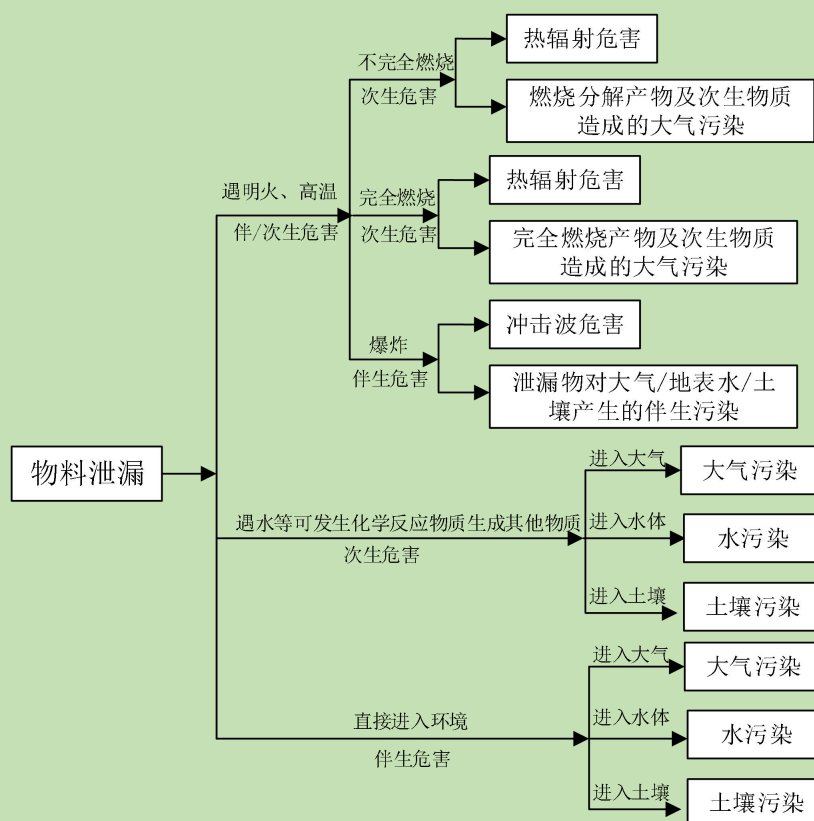 热辐射危害
不完全燃烧
次生危害
燃烧分解产物及次生物质
造成的大气污染
遇明火、高温
伴/次生危害
完全燃烧
次生危害
热辐射危害
完全燃烧产物及次生物质
造成的大气污染
爆炸
伴生危害
冲击波危害
泄漏物对大气/地表水/土
壤产生的伴生污染
物料泄漏
遇水等可发生化学反应物质生成其他物质
次生危害
进入大气
大气污染
进入水体
水污染
进入土壤
土壤污染
直接进入环境
伴生危害
进入大气
大气污染
进入水体
水污染
进入土壤
土壤污染